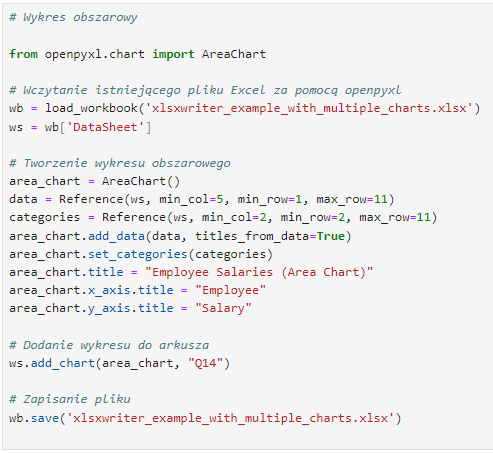 # Wykres obszarowy
from openpyxl.chart import AreaChart
# Wczytanie istniejącego pliku Excel za pomocą openpyxl
wb = load_workbook('xlsxwriter_example_with_multiple_charts.xlsx')
ws = wb['DataSheet']
# Tworzenie wykresu obszarowego
area_chart = AreaChart()
data = Reference(ws, min_col=5, min_row=1, max_row=11)
categories = Reference(ws, min_col=2, min_row=2, max_row=11)
area_chart.add_data(data, titles_from_data=True)
area_chart.set_categories(categories)
area_chart.title = "Employee Salaries (Area Chart)"
area_chart.x_axis.title = "Employee"
area_chart.y_axis.title = "Salary"
# Dodanie wykresu do arkusza
ws.add_chart(area_chart, "Q14")
# Zapisanie pliku
wb.save('xlsxwriter_example_with_multiple_charts.xlsx')